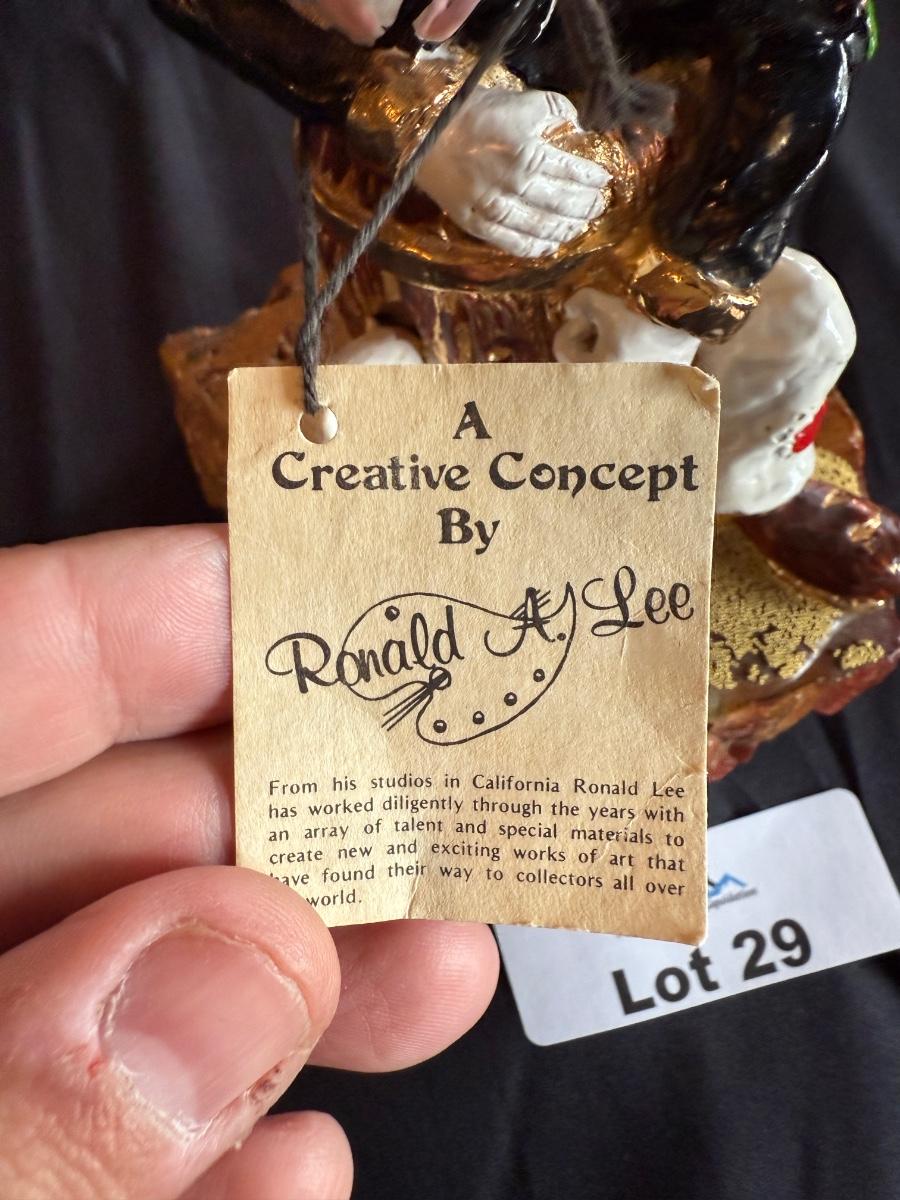 A
Creative Concept
By
Ronald A. Lee
From his studios in California Ronald Lee
has worked diligently through the years with
an array of talent and special materials to
create new and exciting works of art that
have found their way to collectors all over
world.
Lot 29